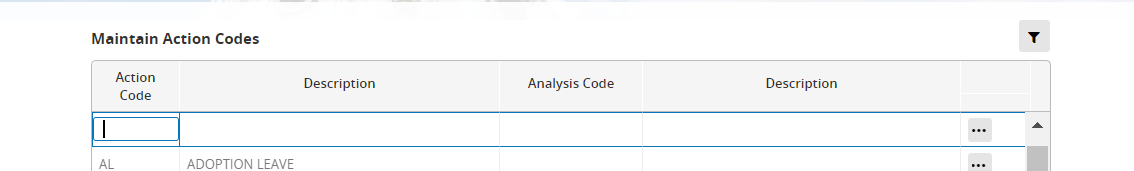 Maintain Action Codes
Action
Code
Description
Analysis Code
Description
...
AL
ADOPTION LEAVE
...